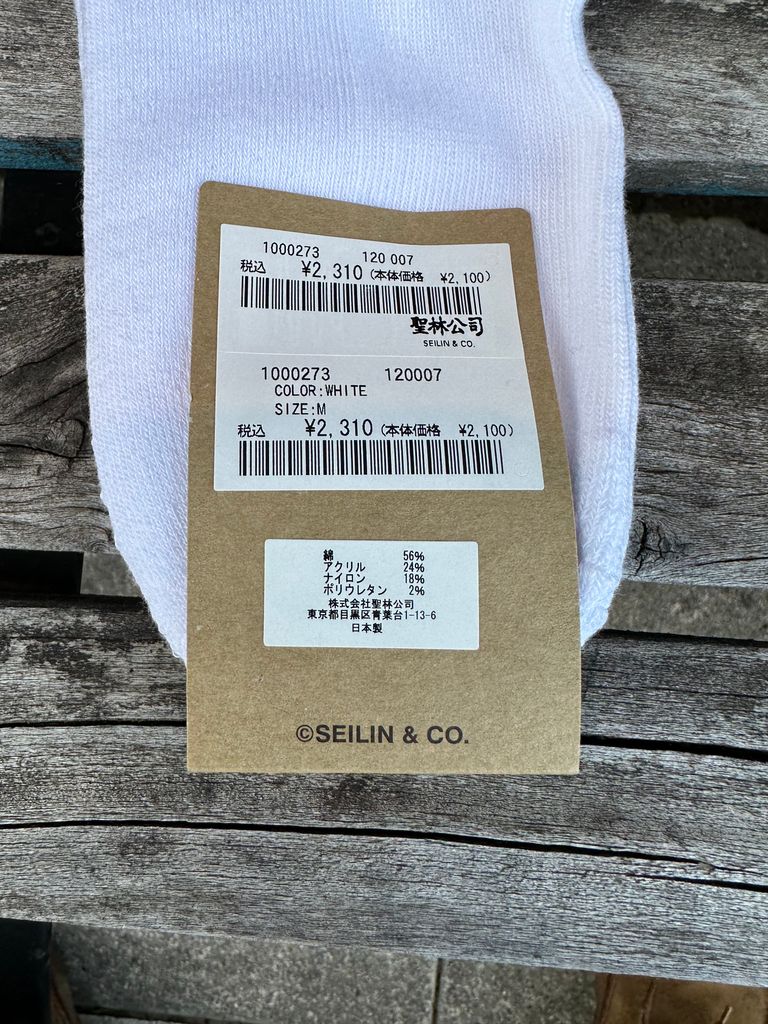 1000273 120 007
税込 ¥2,310 (本体価格 ¥2,100)
聖林公司
SEILIN & CO.
1000273 120007
COLOR:WHITE
SIZE:M
税込 ¥2,310 (本体価格 ¥2,100)
綿 56%
アクリル 24%
ナイロン 18%
ポリウレタン 2%
株式会社聖林公司
東京都目黒区青葉台1-13-6
日本製
©SEILIN & CO.